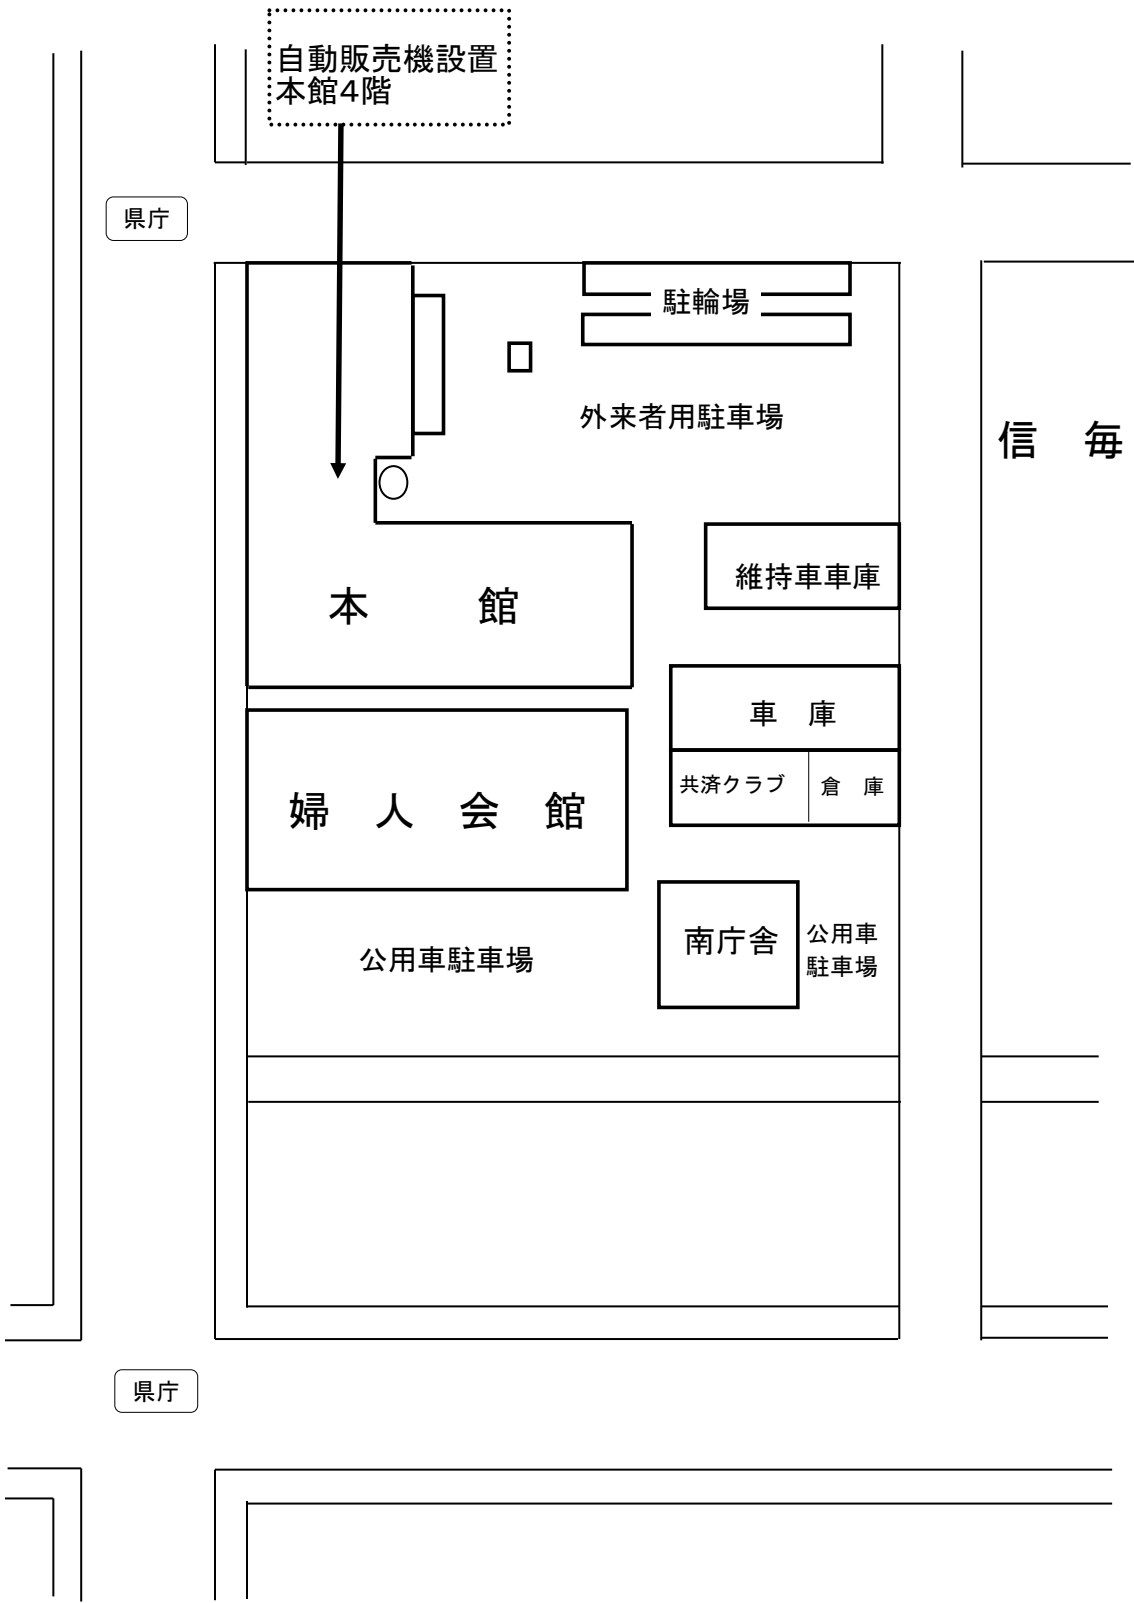 自動販売機設置
本館4階
県庁
駐輪場
外来者用駐車場
信　毎
維持車車庫
本　館
車　庫
共済クラブ
倉　庫
婦　人　会　館
南庁舎
公用車
駐車場
公用車駐車場
県庁